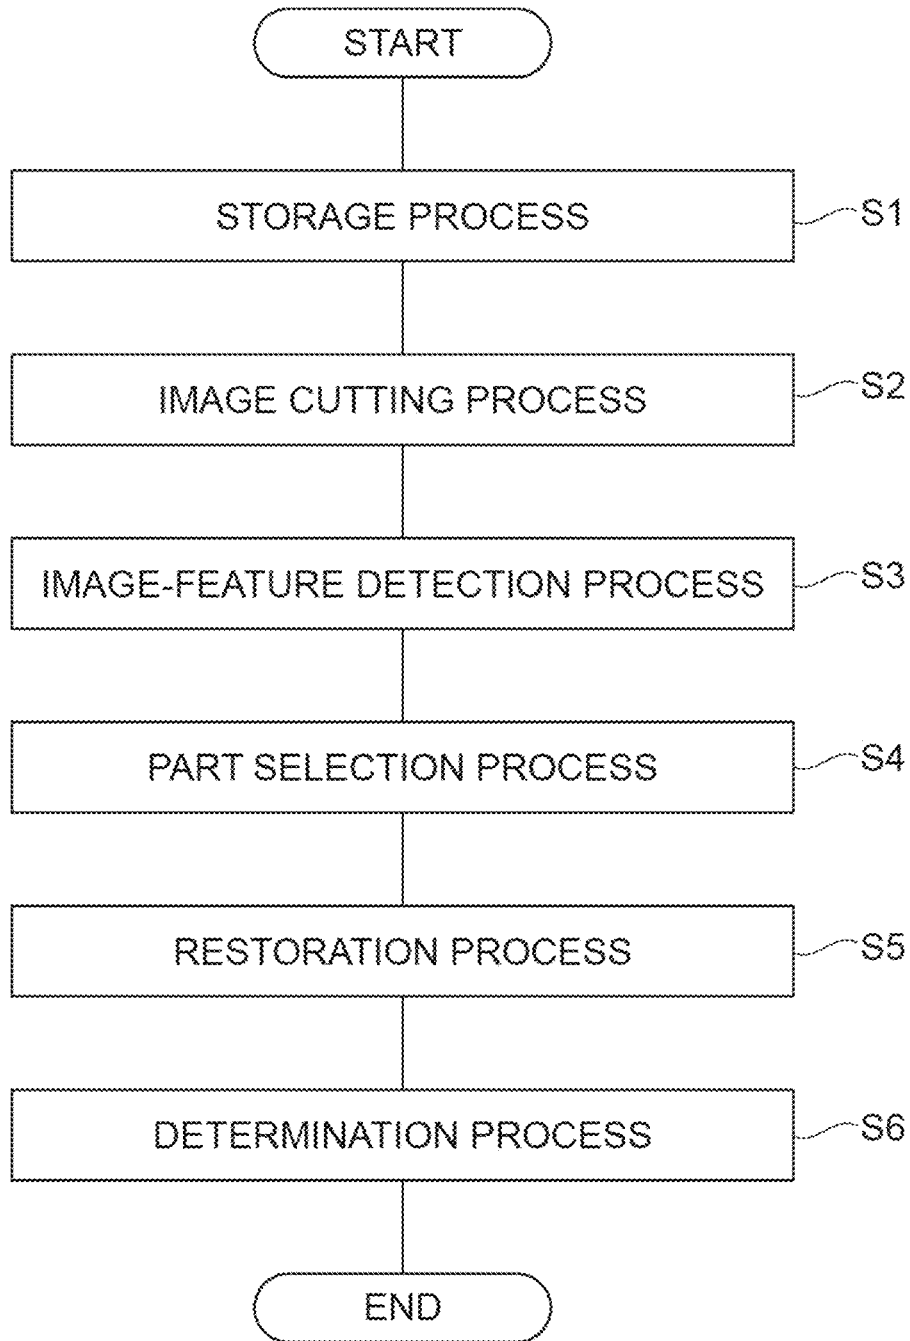 START
STORAGE PROCESS
S1
IMAGE CUTTING PROCESS
S2
IMAGE-FEATURE DETECTION PROCESS
S3
PART SELECTION PROCESS
S4
RESTORATION PROCESS
S5
DETERMINATION PROCESS
S6
END